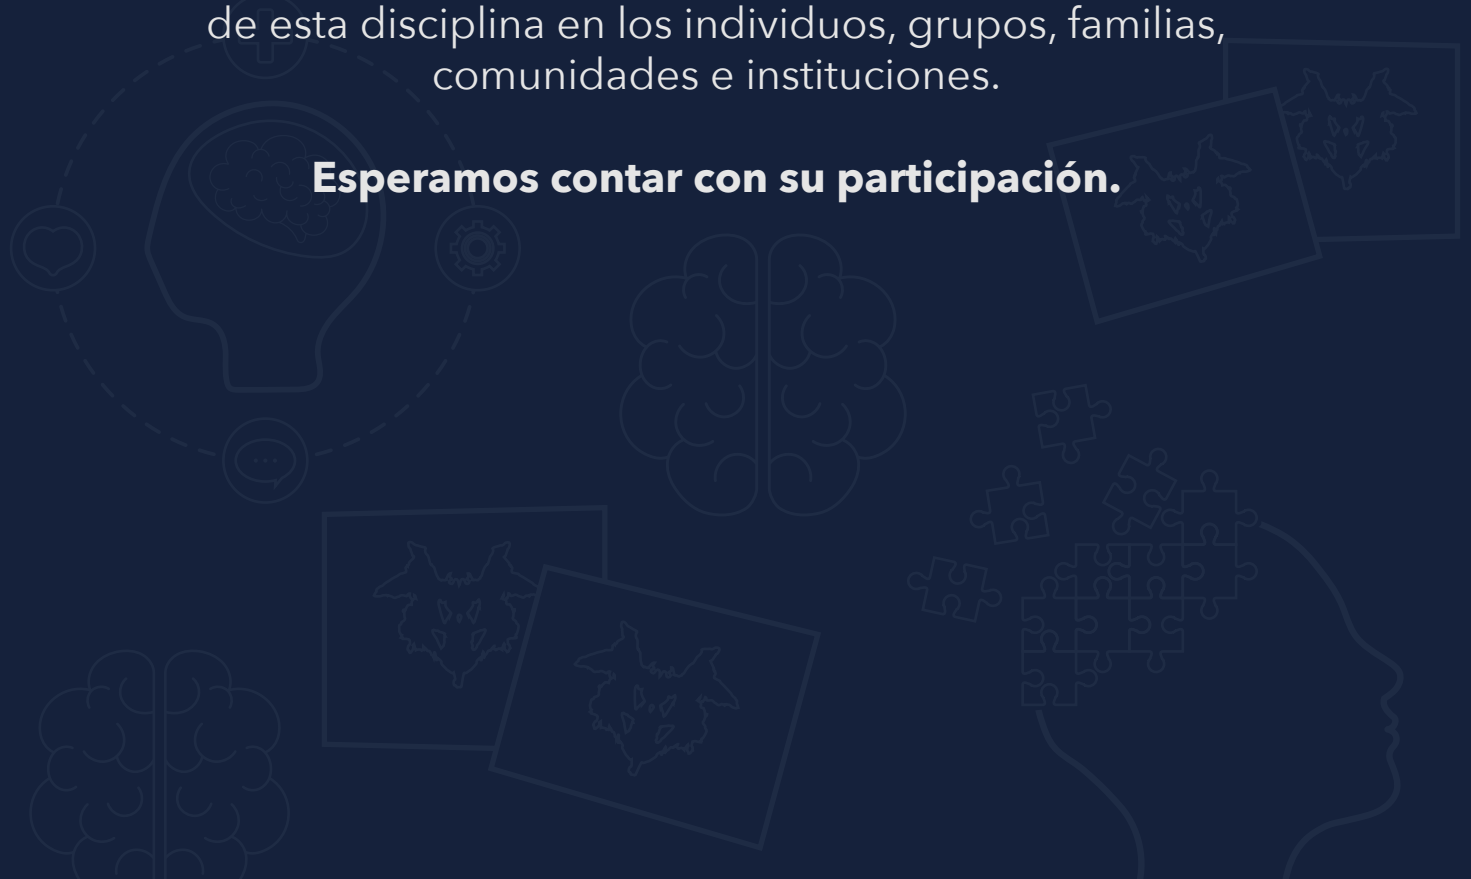 de esta disciplina en los individuos, grupos, familias,
comunidades e instituciones.
Esperamos contar con su participación.